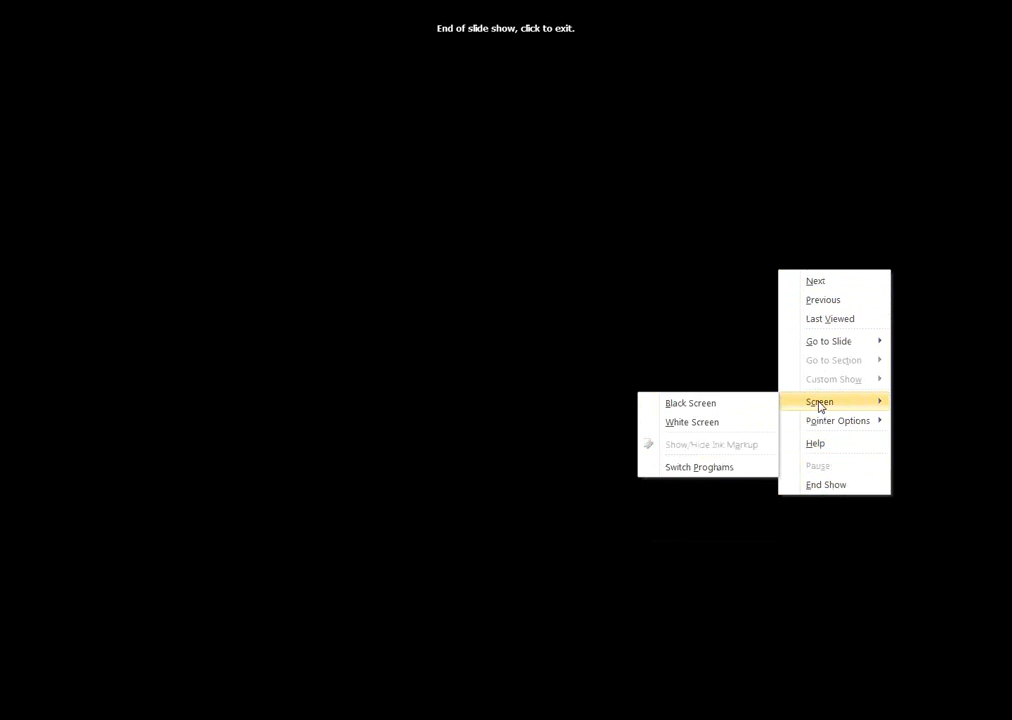 End of slide show, click to exit.
Next
Previous
Last Viewed
Go to Slide
Go to Section
Custom Show
Screen
Pointer Options
Help
Pause
End Show
Black Screen
White Screen
Show/Hide Ink Markup
Switch Proghams